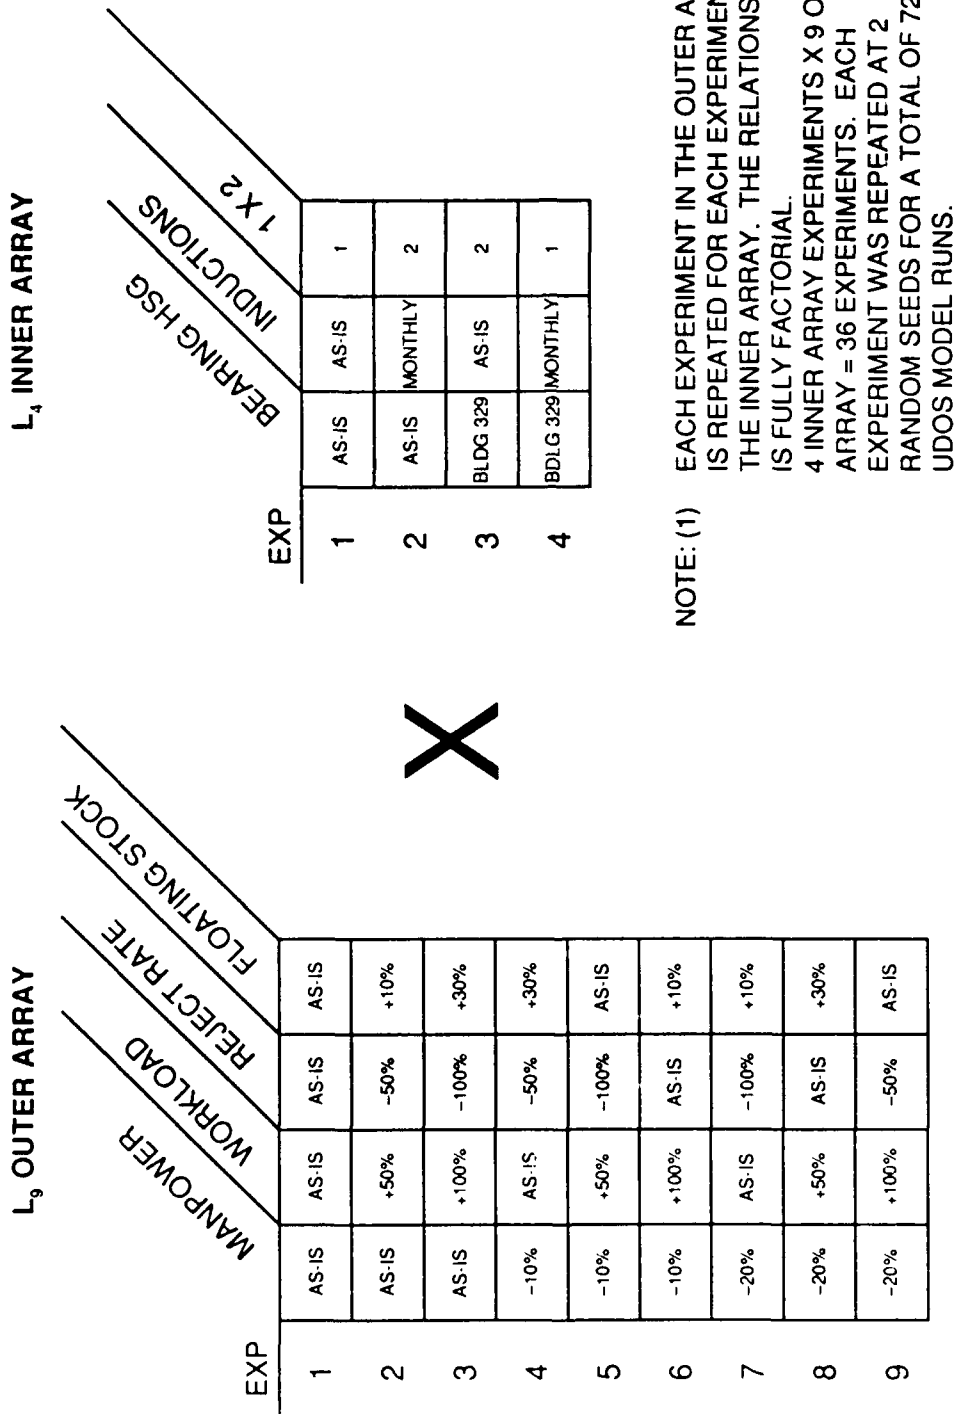 L9 OUTER ARRAY
EXP MANPOWER WORKLOAD REJECT RATE FLOATING STOCK
1 AS-IS AS-IS AS-IS AS-IS
2 AS-IS +50% -50% +10%
3 AS-IS +100% -100% +30%
4 -10% AS-IS -50% +30%
5 -10% +50% -100% AS-IS
6 -10% +100% AS-IS +10%
7 -20% AS-IS -100% +10%
8 -20% +50% AS-IS +30%
9 -20% +100% -50% AS-IS
X
L4 INNER ARRAY
EXP BEARING HSG INDUCTIONS 1 X 2
1 AS-IS AS-IS 1
2 AS-IS MONTHLY 2
3 BLDG 329 AS-IS 2
4 BDLG 329 MONTHLY 1
NOTE: (1) EACH EXPERIMENT IN THE OUTER
IS REPEATED FOR EACH
THE INNER ARRAY. THE
IS FULLY FACTORIAL.
4 INNER ARRAY EXPERIMENTS X 9
ARRAY = 36 EXPERIMENTS. EACH
EXPERIMENT WAS REPEATED AT 2
RANDOM SEEDS FOR A TOTAL OF 72
UDOS MODEL RUNS.